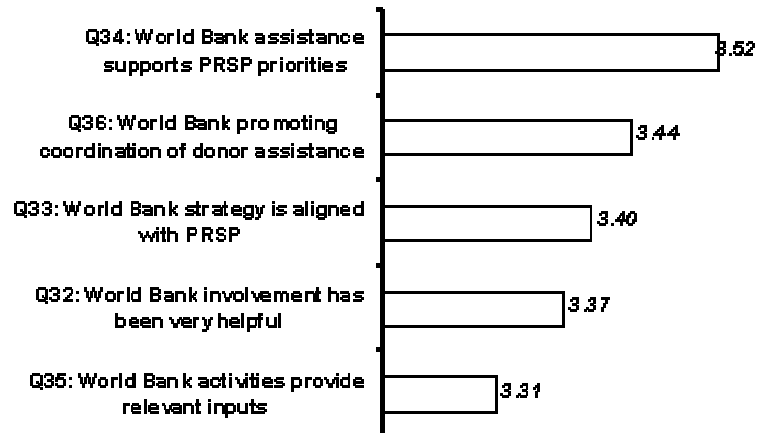 Q34: World Bank assistance
supports PRSP priorities
3.52
Q36: World Bank promoting
coordination of donor assistance
3.44
Q33: World Bank strategy is aligned
with PRSP
3.40
Q32: World Bank involvement has
been very helpful
3.37
Q35: World Bank activities provide
relevant inputs
3.31